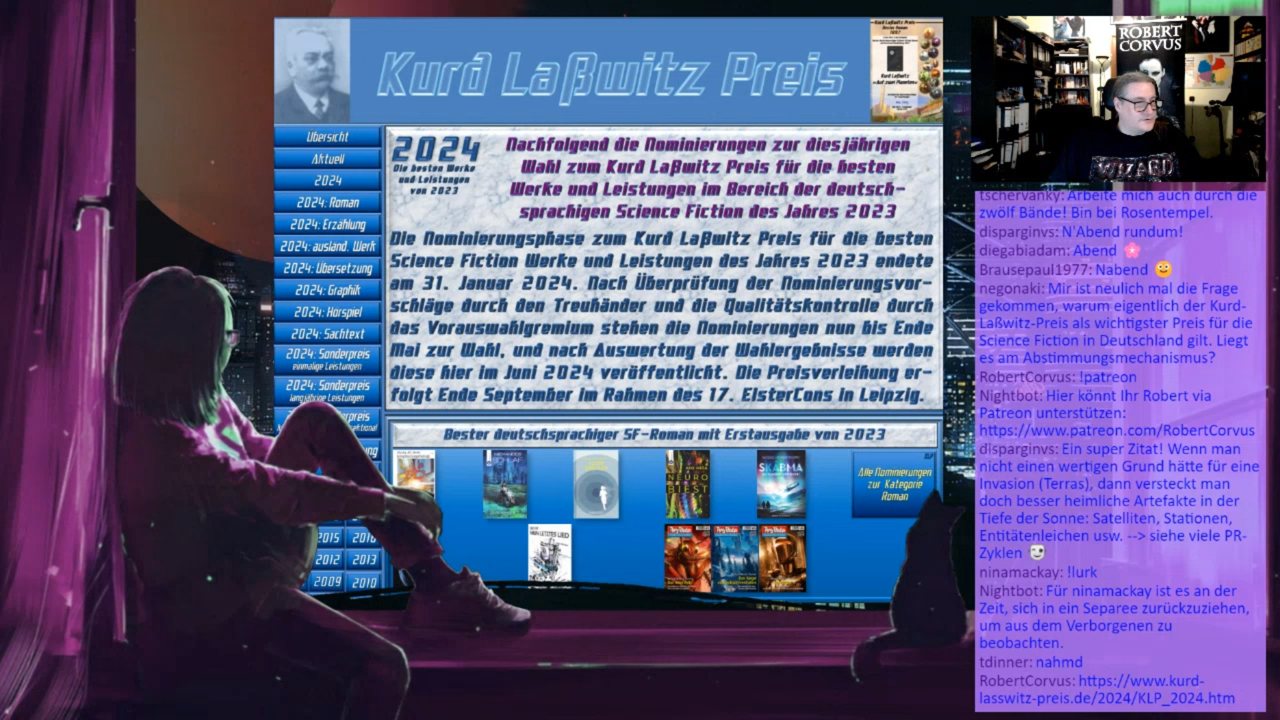 Kurd Laßwitz Preis
Übersicht
Aktuell
2024
2024: Roman
2024: Erzählung
2024: ausländ. Werk
2024: Übersetzung
2024: Graphik
2024: Hörspiel
2024: Sachtext
2024: Sonderpreis
einmalige Leistungen
2024: Sonderpreis
langjährige Leistungen
2015
2012 2013
2009 2010
2024
Die besten Werke
und Leistungen
von 2023
Nachfolgend die Nominierungen zur diesjährigen
Wahl zum Kurd Laßwitz Preis für die besten
Werke und Leistungen im Bereich der deutsch-
sprachigen Science Fiction des Jahres 2023
Die Nominierungsphase zum Kurd Laßwitz Preis für die besten
Science Fiction Werke und Leistungen des Jahres 2023 endete
am 31. Januar 2024. Nach Überprüfung der Nominierungsvor-
schläge durch den Treuhänder und die Qualitätskontrolle durch
das Vorauswahlgremium stehen die Nominierungen nun bis Ende
Mai zur Wahl, und nach Auswertung der Wahlergebnisse werden
diese hier im Juni 2024 veröffentlicht. Die Preisverleihung er-
folgt Ende September im Rahmen des 17. ElsterCons in Leipzig.
Bester deutschsprachiger SF-Roman mit Erstausgabe von 2023
SKÁBMA
Alle Nominierungen
zur Kategorie
Roman
ROBERT
CORVUS
WIZARD
tschervanky: Arbeite mich auch durch die
zwölf Bände! Bin bei Rosentempel.
disparginvs: N'Abend rundum!
diegabiadam: Abend
Brausepaul1977: Nabend
negonaki: Mir ist neulich mal die Frage
gekommen, warum eigentlich der Kurd-
Laßwitz-Preis als wichtigster Preis für die
Science Fiction in Deutschland gilt. Liegt
es am Abstimmungsmechanismus?
RobertCorvus: !patreon
Nightbot: Hier könnt Ihr Robert via
Patreon unterstützen:
https://www.patreon.com/RobertCorvus
disparginvs: Ein super Zitat! Wenn man
nicht einen wertigen Grund hätte für eine
Invasion (Terras), dann versteckt man
doch besser heimliche Artefakte in der
Tiefe der Sonne: Satelliten, Stationen,
Entitätenleichen usw. --> siehe viele PR-
Zyklen
ninamackay: !lurk
Nightbot: Für ninamackay ist es an der
Zeit, sich in ein Separee zurückzuziehen,
um aus dem Verborgenen zu
beobachten.
tdinner: nahmd
RobertCorvus: https://www.kurd-
lasswitz-preis.de/2024/KLP_2024.htm